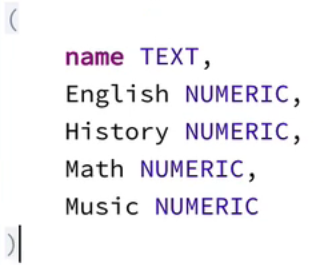 (
name TEXT,
English NUMERIC,
History NUMERIC,
Math NUMERIC,
Music NUMERIC
)